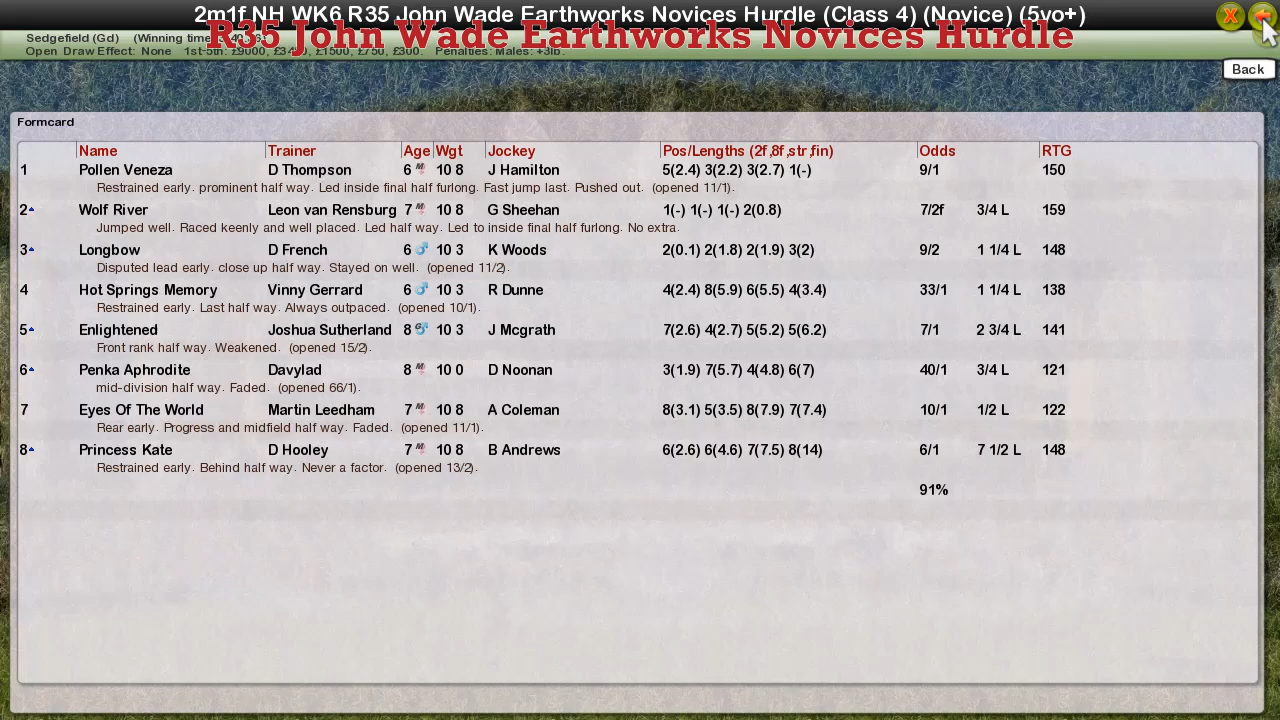 2m1f NH WK6 R35 John Wade Earthworks Novices Hurdle (Class 4) (Novice) (5yo+)
R35 John Wade Earthworks Novices Hurdle
Sedgefield (Gd) (Winning time
Open Draw Effect: None 1st-5th: £9000, £1500, £750, £300. Penalties: Males: +3lb.
Back
Formcard
Name Trainer Age Wgt Jockey Pos/Lengths (2f,8f,str,fin) Odds RTG
1 Pollen Veneza D Thompson 6 10 8 J Hamilton 5(2.4) 3(2.2) 3(2.7) 1(-) 9/1 150
Restrained early. prominent half way. Led inside final half furlong. Fast jump last. Pushed out. (opened 11/1).
2 Wolf River Leon van Rensburg 7 10 8 G Sheehan 1(-) 1(-) 1(-) 2(0.8) 7/2f 3/4 L 159
Jumped well. Raced keenly and well placed. Led half way. Led to inside final half furlong. No extra.
3 Longbow D French 6 10 3 K Woods 2(0.1) 2(1.8) 2(1.9) 3(2) 9/2 1 1/4 L 148
Disputed lead early. close up half way. Stayed on well. (opened 11/2).
4 Hot Springs Memory Vinny Gerrard 6 10 3 R Dunne 4(2.4) 8(5.9) 6(5.5) 4(3.4) 33/1 1 1/4 L 138
Restrained early. Last half way. Always outpaced. (opened 10/1).
5 Enlightened Joshua Sutherland 8 10 3 J Mcgrath 7(2.6) 4(2.7) 5(5.2) 5(6.2) 7/1 2 3/4 L 141
Front rank half way. Weakened. (opened 15/2).
6 Penka Aphrodite Davylad 8 10 0 D Noonan 3(1.9) 7(5.7) 4(4.8) 6(7) 40/1 3/4 L 121
mid-division half way. Faded. (opened 66/1).
7 Eyes Of The World Martin Leedham 7 10 8 A Coleman 8(3.1) 5(3.5) 8(7.9) 7(7.4) 10/1 1/2 L 122
Rear early. Progress and midfield half way. Faded. (opened 11/1).
8 Princess Kate D Hooley 7 10 8 B Andrews 6(2.6) 6(4.6) 7(7.5) 8(14) 6/1 7 1/2 L 148
Restrained early. Behind half way. Never a factor. (opened 13/2).
91%